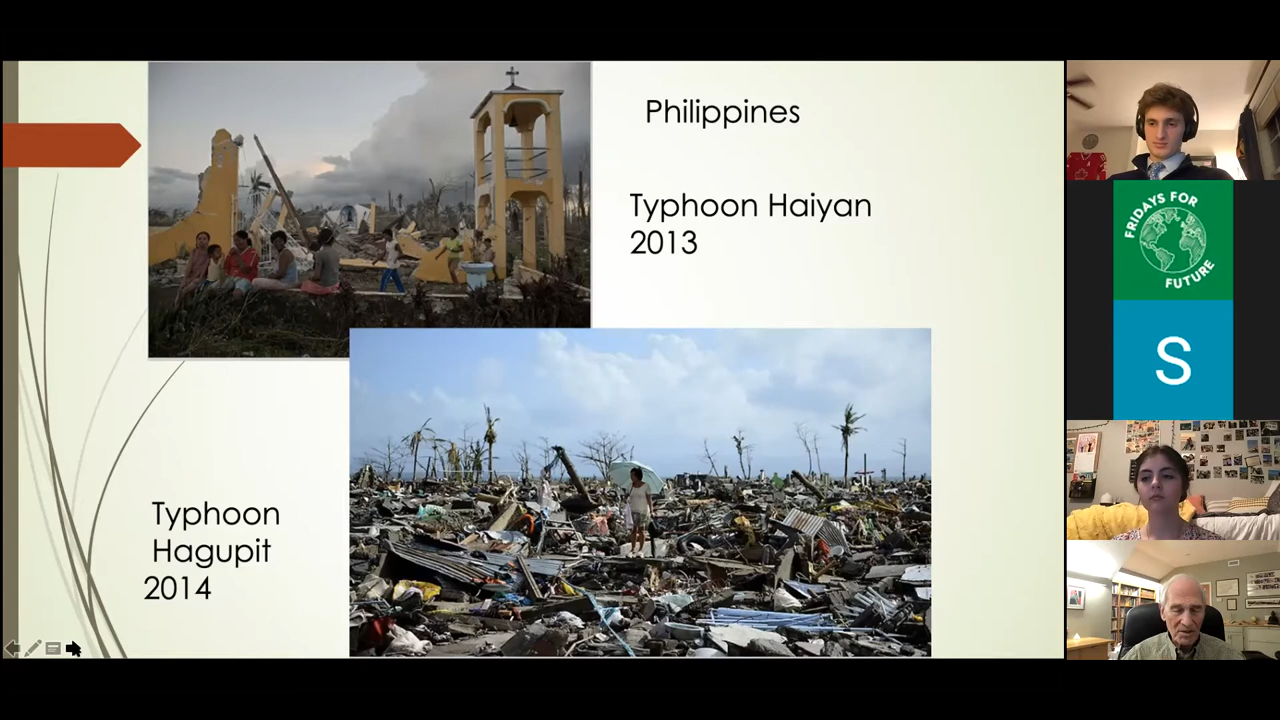 Philippines
Typhoon Haiyan
2013
Typhoon
Hagupit
2014
FRIDAYS FOR
FUTURE
S